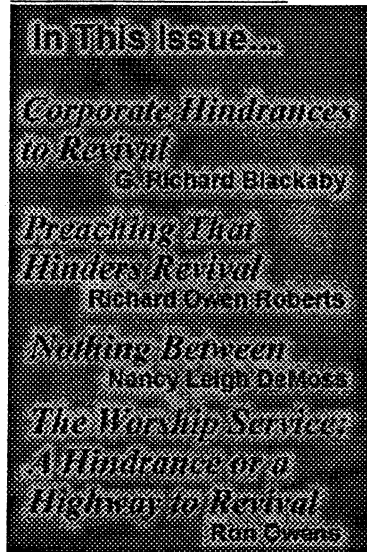 In This Issue...
Corporate Hindrances
to Revival
G. Richard Blackaby
Preaching That
Hinders Revival
Richard Owen Roberts
Nothing Between
Nancy Leigh DeMoss
The Worship Service:
A Hindrance or a
Highway to Revival
Ron Owens